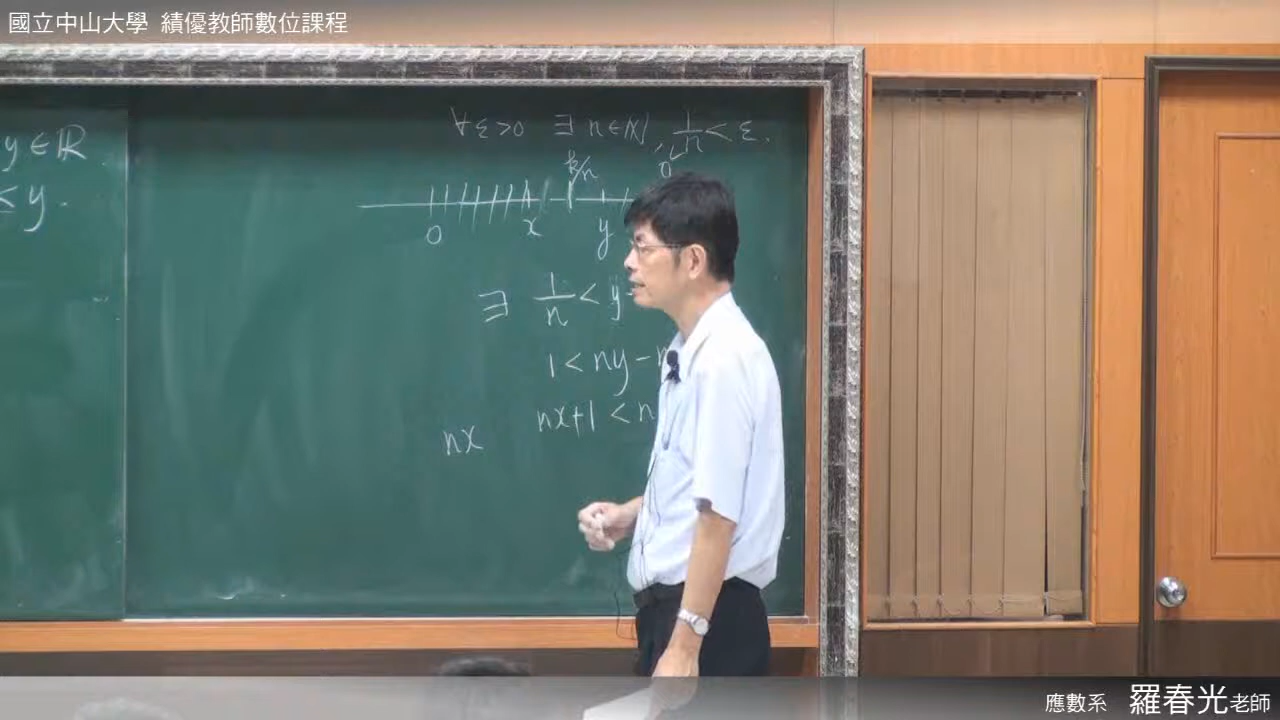 國立中山大學 績優教師數位課程
y ∈ ℝ
≤ y.
∀ε>0 ∃ n∈ℕ, 1/n < ε.
k/n
0 x y
∃ 1/n < y-
1 < ny -
nx+1 < n
nx
應數系 羅春光老師